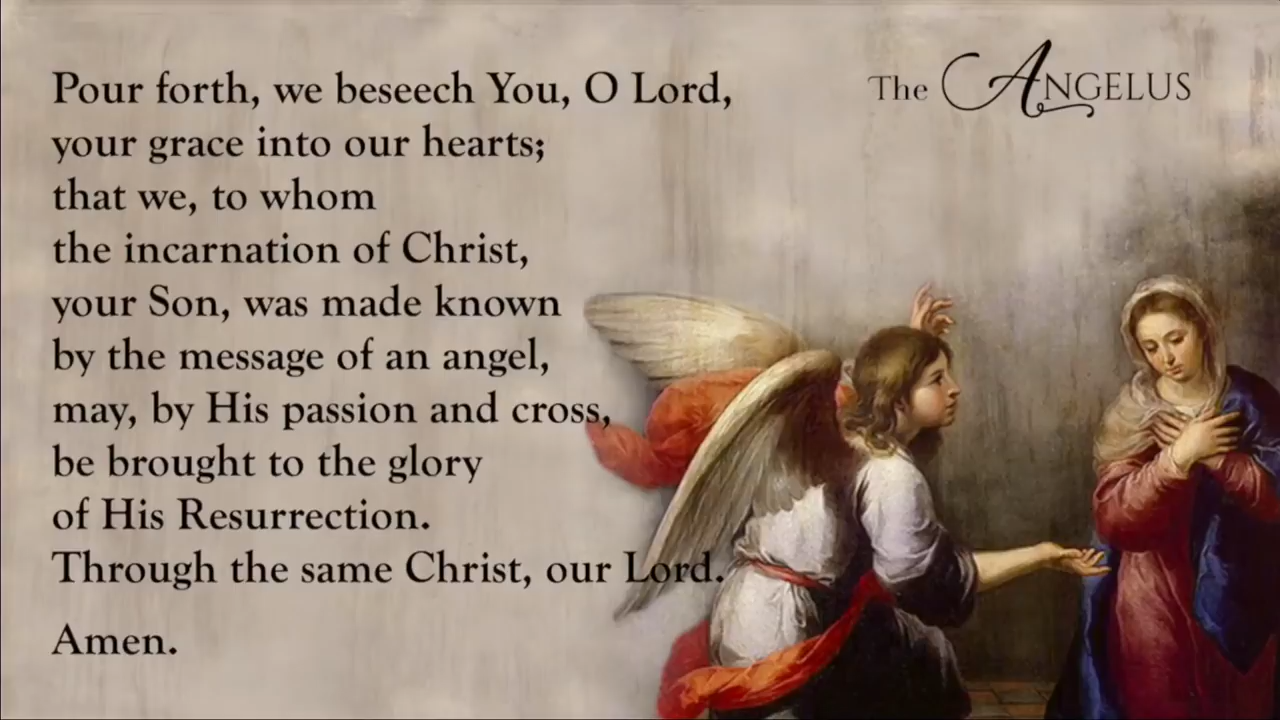 The ANGELUS
Pour forth, we beseech You, O Lord,
your grace into our hearts;
that we, to whom
the incarnation of Christ,
your Son, was made known
by the message of an angel,
may, by His passion and cross,
be brought to the glory
of His Resurrection.
Through the same Christ, our Lord.
Amen.